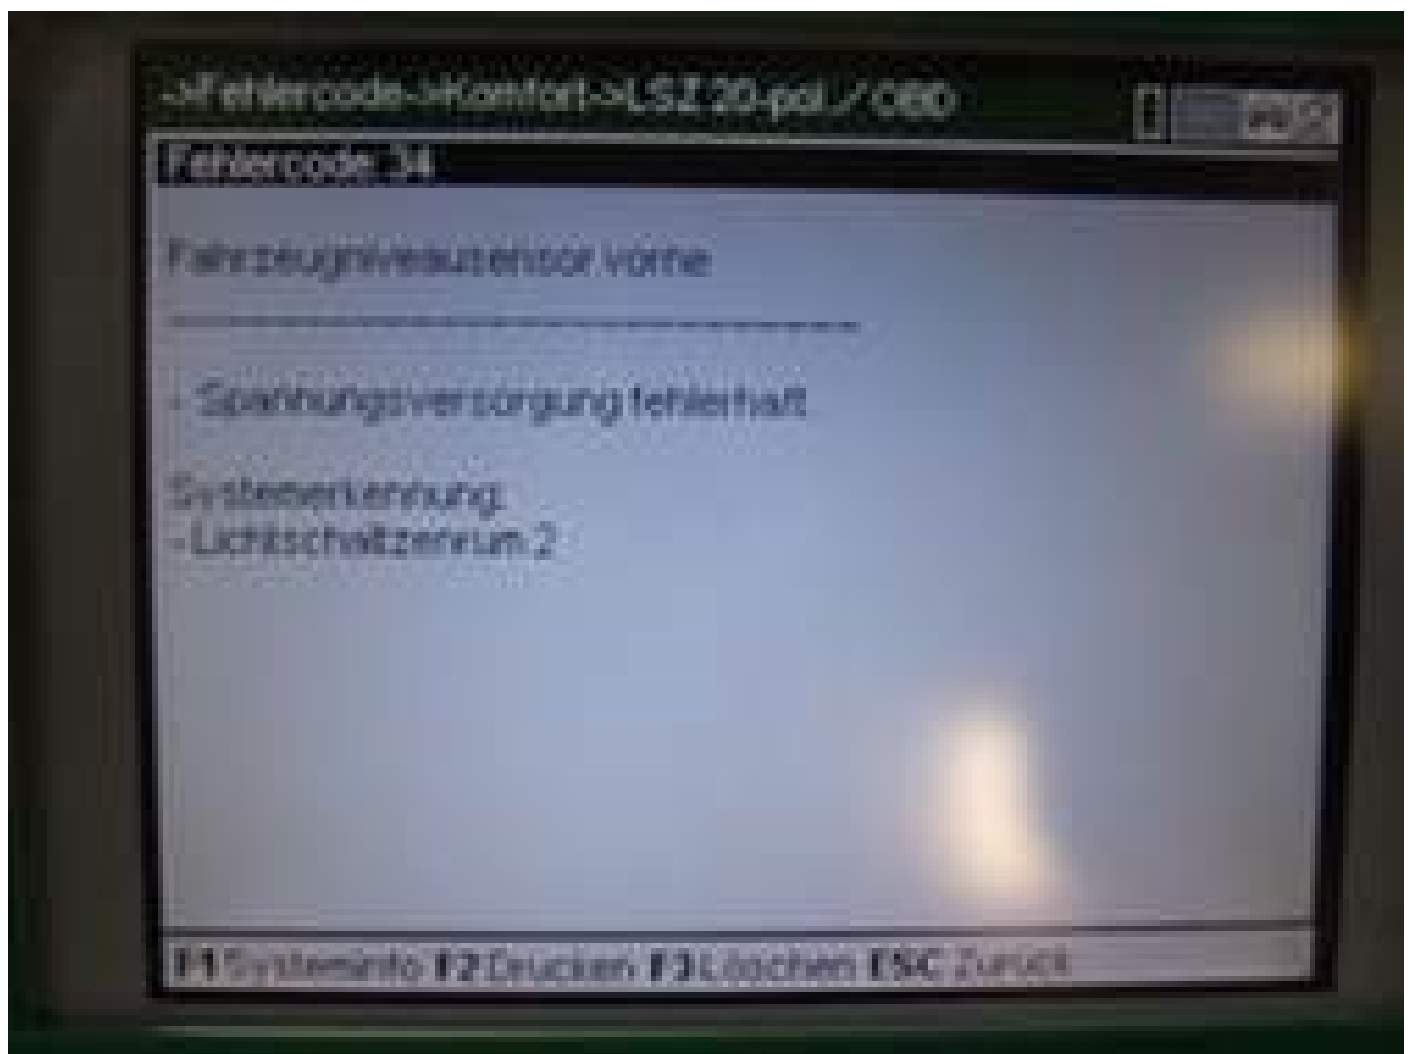 ->Fehlercode->Komfort->LSZ 20-pol. / OBD
Fehlercode: 34
Fahrzeugniveausensor vorne
- Spannungsversorgung fehlerhaft
Systemerkennung:
- Lichtschaltzenrum 2
F1 Systeminfo F2 Drucken F3 Löschen ESC Zurück